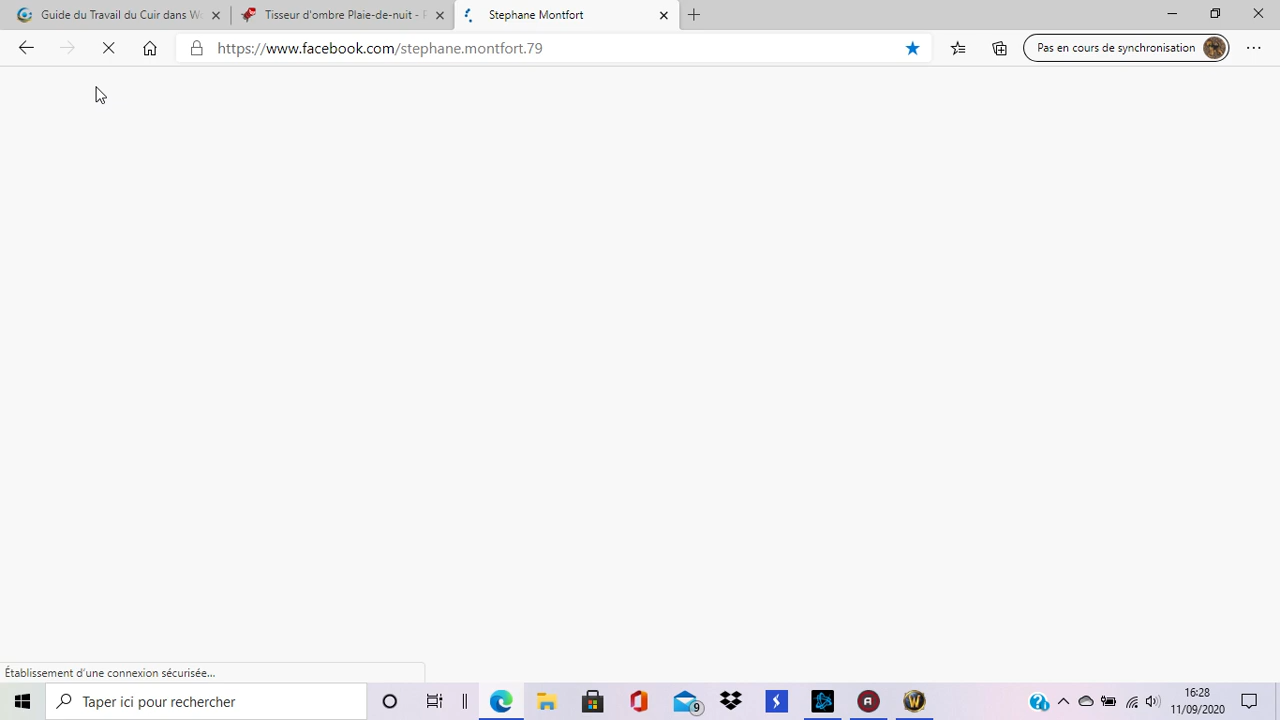 Guide du Travail du Cuir dans We
Tisseur d'ombre Plaie-de-nuit -
Stephane Montfort
https://www.facebook.com/stephane.montfort.79
Pas en cours de synchronisation
Établissement d'une connexion sécurisée...
Taper ici pour rechercher
9
16:28
11/09/2020